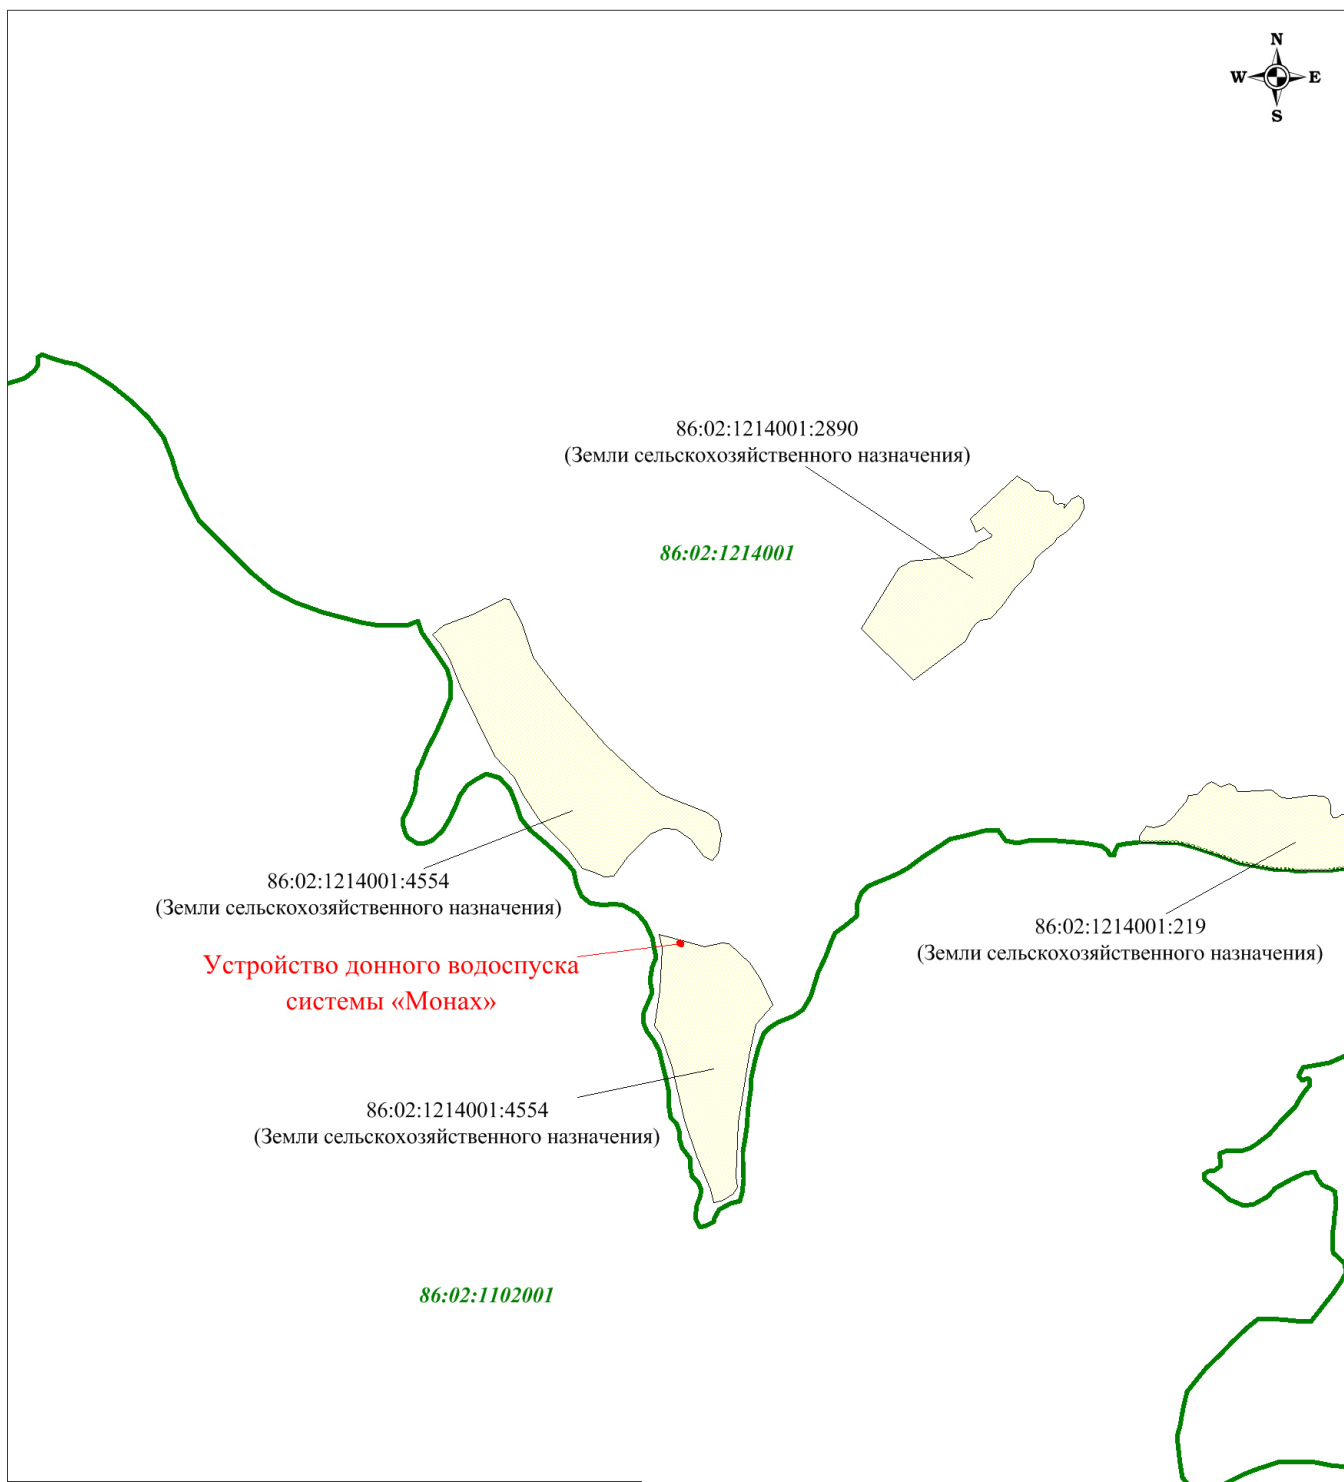 N
W E
S
86:02:1214001:2890
(Земли сельскохозяйственного назначения)
86:02:1214001
86:02:1214001:4554
(Земли сельскохозяйственного назначения)
86:02:1214001:219
(Земли сельскохозяйственного назначения)
Устройство донного водоспуска
системы «Монах»
86:02:1214001:4554
(Земли сельскохозяйственного назначения)
86:02:1102001